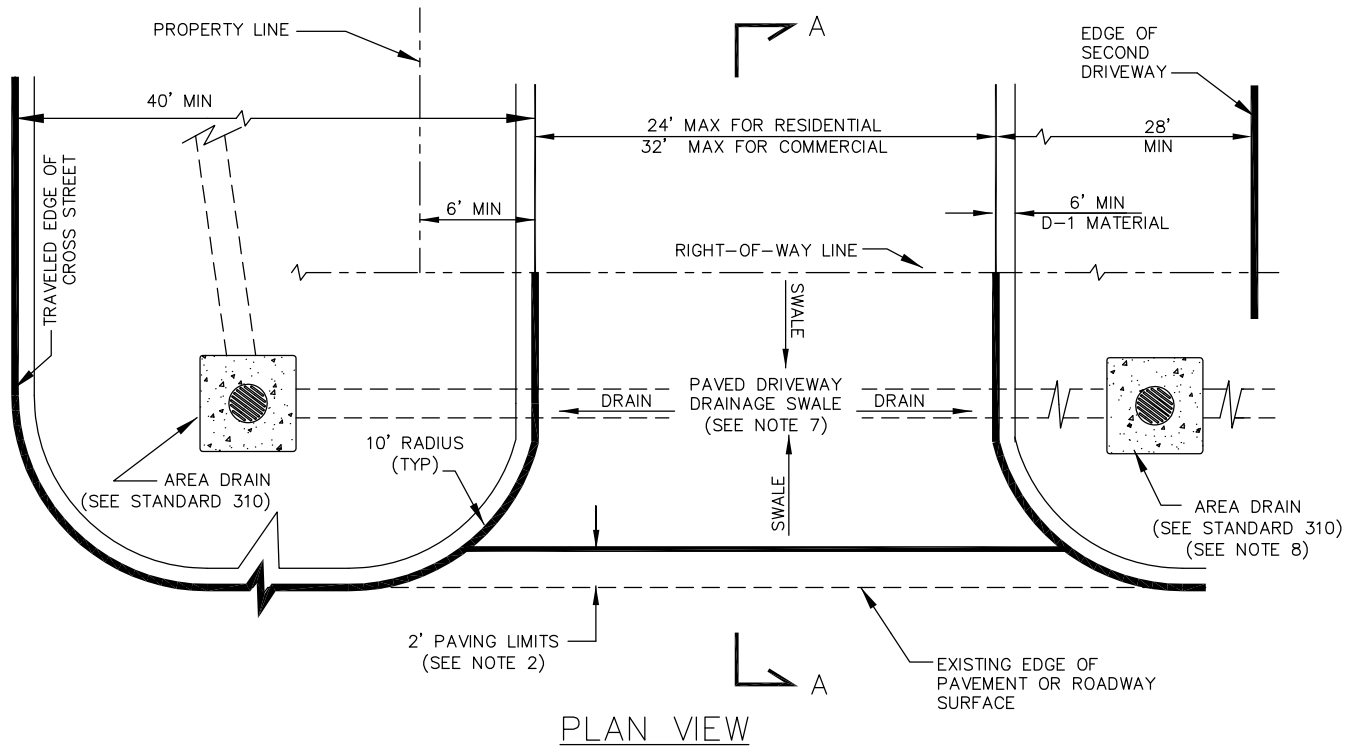 PROPERTY LINE
A
EDGE OF
SECOND
DRIVEWAY
40' MIN
24' MAX FOR RESIDENTIAL
32' MAX FOR COMMERCIAL
28'
MIN
TRAVELED EDGE OF
CROSS STREET
6' MIN
6' MIN
D-1 MATERIAL
RIGHT-OF-WAY LINE
SWALE
DRAIN
PAVED DRIVEWAY
DRAINAGE SWALE
(SEE NOTE 7)
DRAIN
10' RADIUS
(TYP)
AREA DRAIN
(SEE STANDARD 310)
SWALE
AREA DRAIN
(SEE STANDARD 310)
(SEE NOTE 8)
2' PAVING LIMITS
(SEE NOTE 2)
EXISTING EDGE OF
PAVEMENT OR ROADWAY
SURFACE
A
PLAN VIEW